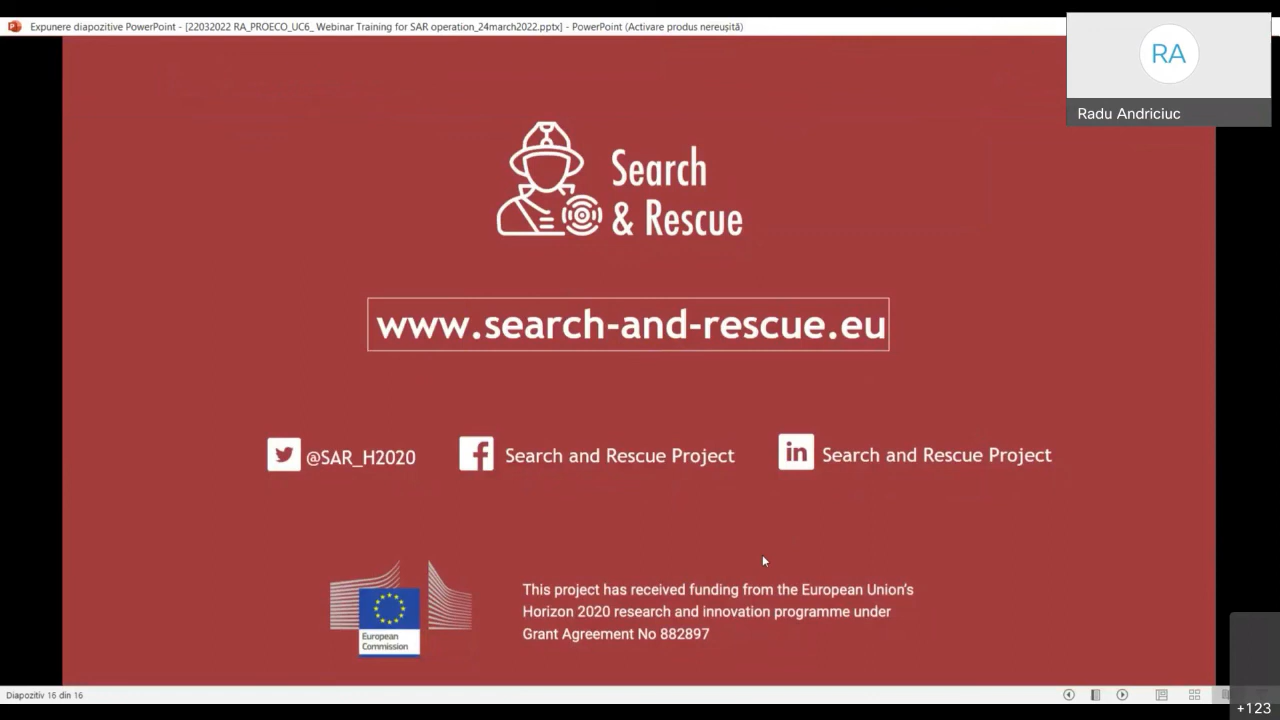 Expunere diapozitive PowerPoint - [22032022 RA_PROECO_UC6_ Webinar Training for SAR operation_24march2022.pptx] - PowerPoint (Activare produs nereușită)
RA
Radu Andriciuc
Search
& Rescue
www.search-and-rescue.eu
@SAR_H2020
Search and Rescue Project
in Search and Rescue Project
European
Commission
This project has received funding from the European Union's
Horizon 2020 research and innovation programme under
Grant Agreement No 882897
Diapozitiv 16 din 16
+123